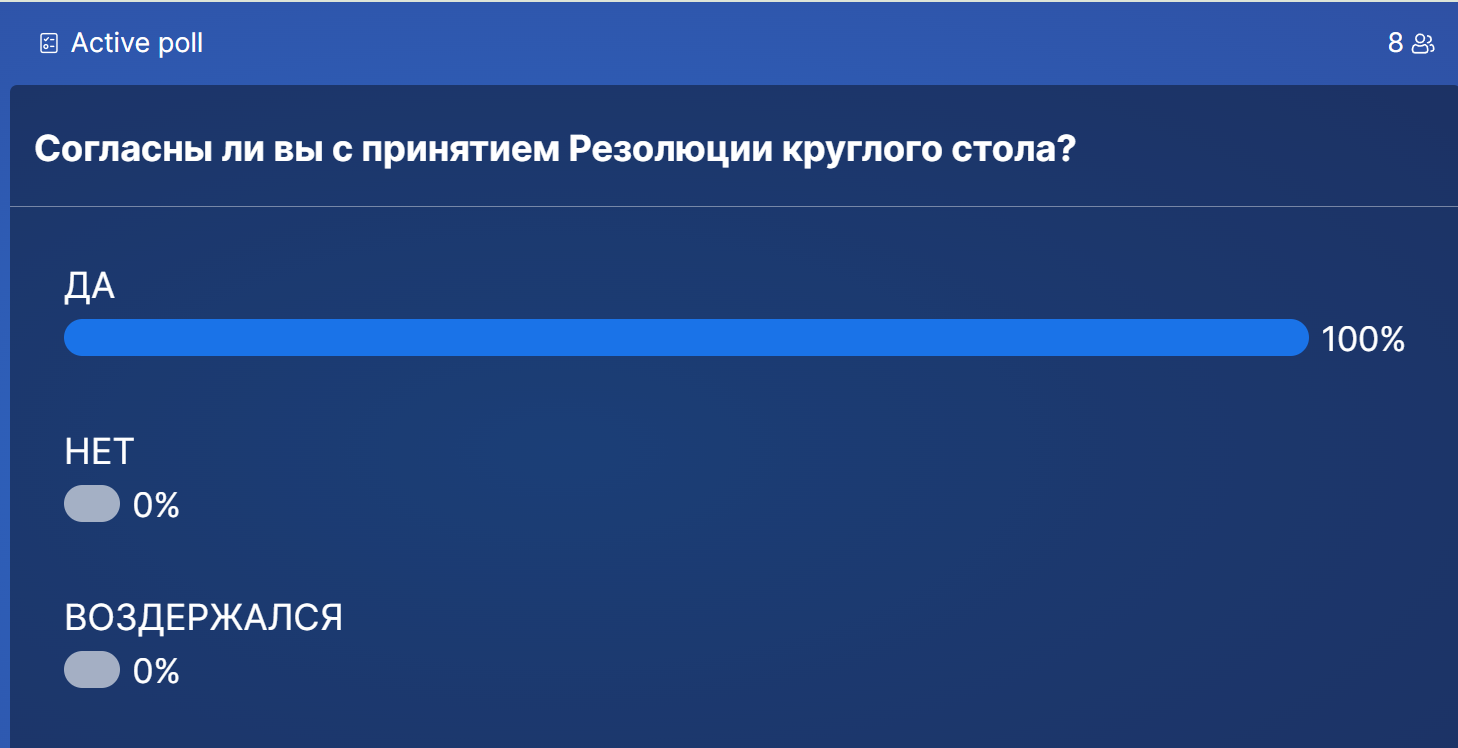 Active poll
8
Согласны ли вы с принятием Резолюции круглого стола?
ДА
100%
НЕТ
0%
ВОЗДЕРЖАЛСЯ
0%